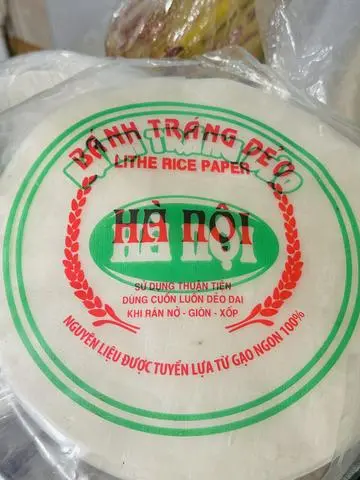 BÁNH TRÁNG DẺO
LITHE RICE PAPER
HÀ NỘI
SỬ DỤNG THUẬN TIỆN
DÙNG CUỐN LUÔN DẺO DAI
KHI RÁN NỞ - GIÒN - XỐP
NGUYÊN LIỆU ĐƯỢC TUYỂN LỰA TỪ GẠO NGON 100%